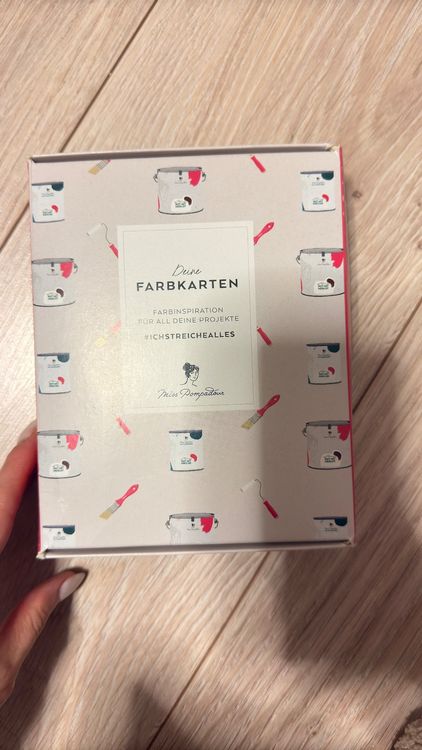 Deine
FARBKARTEN
FARBINSPIRATION
FÜR ALL DEINE PROJEKTE
#ICHSTREICHEALLES
Miss Pompadour